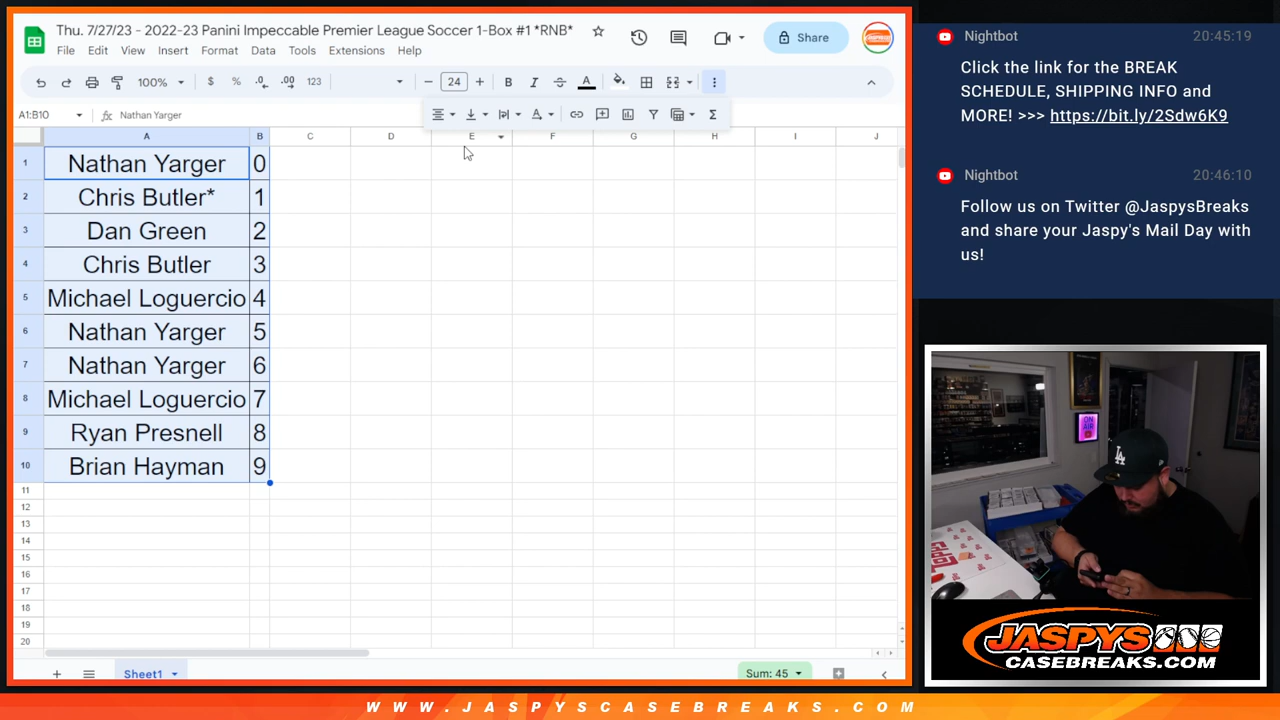 Thu. 7/27/23 - 2022-23 Panini Impeccable Premier League Soccer 1-Box #1 *RNB*
File Edit View Insert Format Data Tools Extensions Help
Share
100% $ % .0 .00 123 24 B I A
A1:B10 fx Nathan Yarger
A B C D E F G H I J
1 Nathan Yarger 0
2 Chris Butler* 1
3 Dan Green 2
4 Chris Butler 3
5 Michael Loguercio 4
6 Nathan Yarger 5
7 Nathan Yarger 6
8 Michael Loguercio 7
9 Ryan Presnell 8
10 Brian Hayman 9
11
12
13
14
15
16
17
18
19
20
Sheet1
Sum: 45
Nightbot 20:45:19
Click the link for the BREAK
SCHEDULE, SHIPPING INFO and
MORE! >>> https://bit.ly/2Sdw6K9
Nightbot 20:46:10
Follow us on Twitter @JaspysBreaks
and share your Jaspy's Mail Day with
us!
ON
AIR
LA
JASPYS
CASEBREAKS.COM
WWW.JASPYSCASEBREAKS.COM